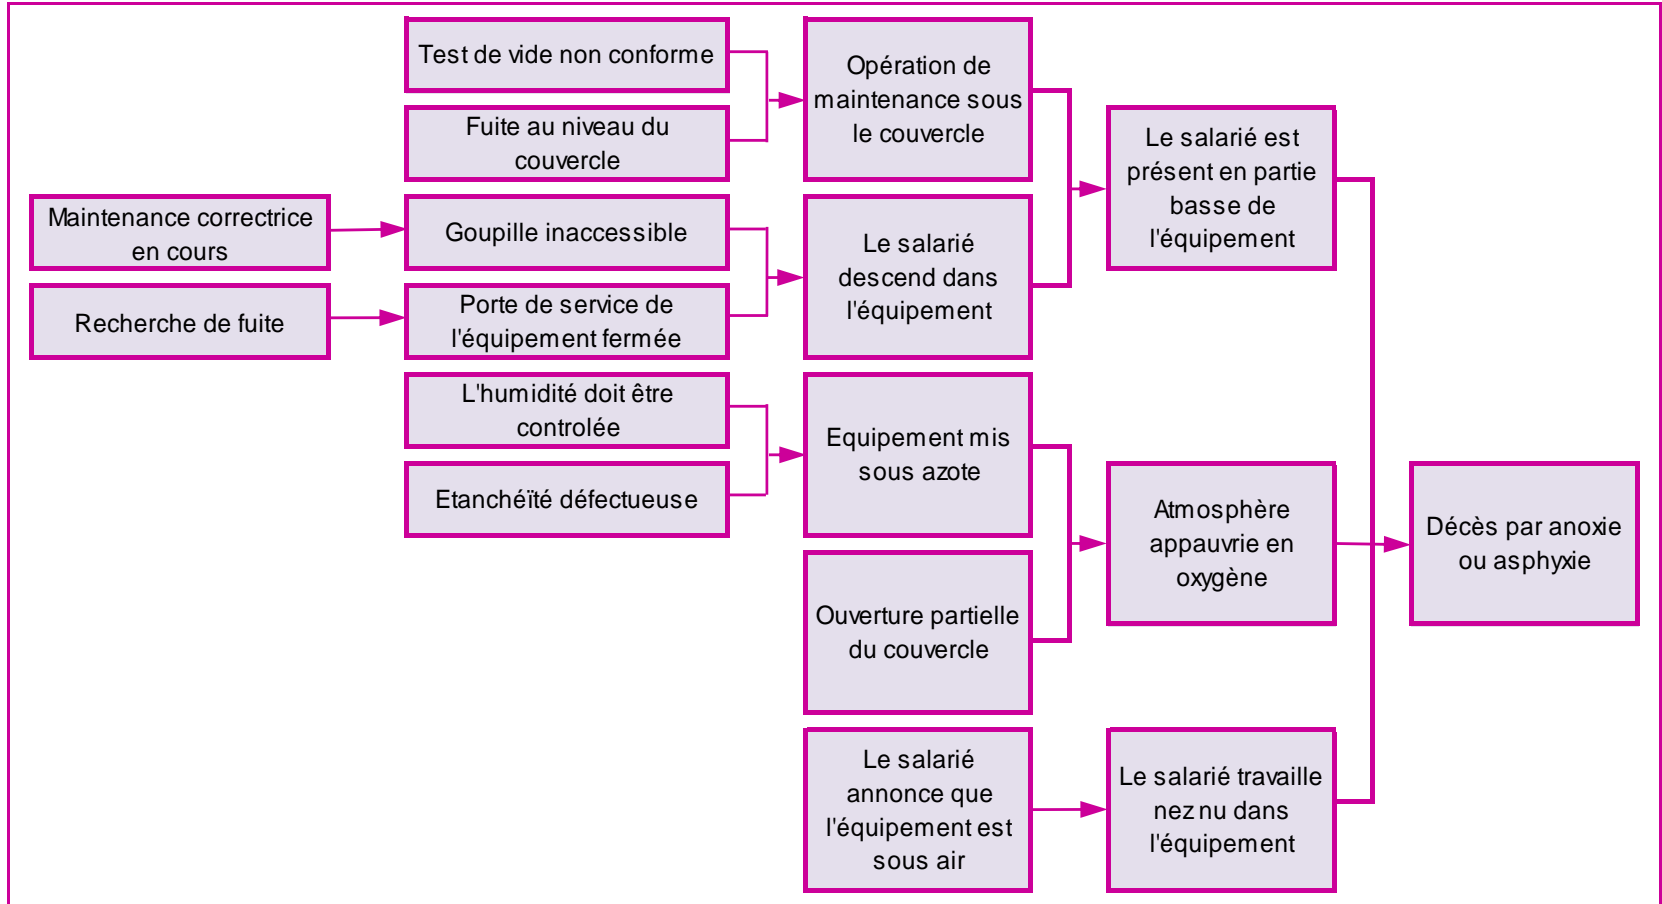 Test de vide non conforme
Fuite au niveau du
couvercle
Maintenance correctrice
en cours
Goupille inaccessible
Recherche de fuite
Porte de service de
l'équipement fermée
L'humidité doit être
controlée
Etanchéïté défectueuse
Opération de
maintenance sous
le couvercle
Le salarié
descend dans
l'équipement
Equipement mis
sous azote
Ouverture partielle
du couvercle
Le salarié
annonce que
l'équipement est
sous air
Le salarié est
présent en partie
basse de
l'équipement
Atmosphère
appauvrie en
oxygène
Le salarié travaille
nez nu dans
l'équipement
Décès par anoxie
ou asphyxie